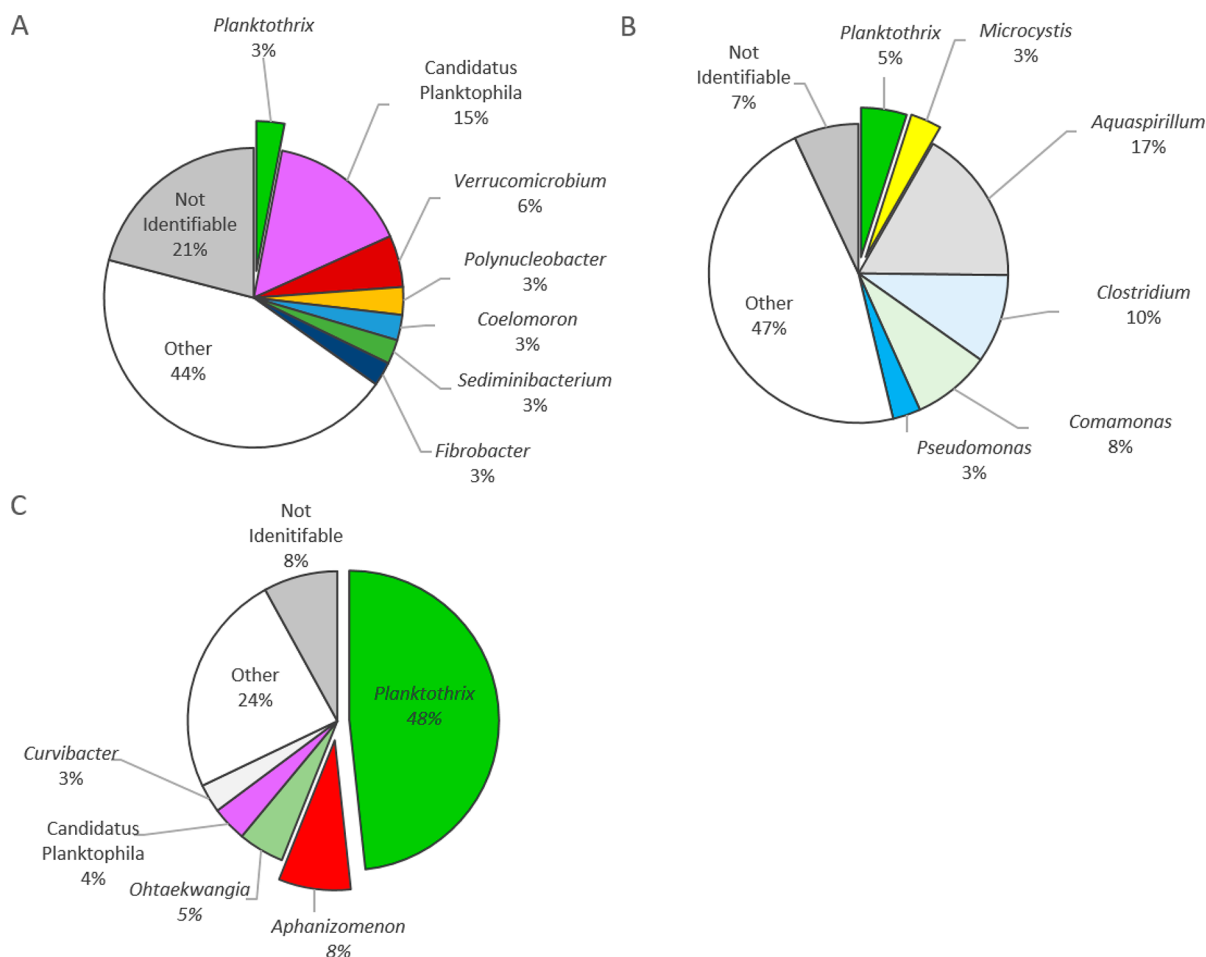 A
Planktothrix
3%
Candidatus
Planktophila
15%
Verrucomicrobium
6%
Polynucleobacter
3%
Coelomoron
3%
Sediminibacterium
3%
Fibrobacter
3%
Other
44%
Not
Identifiable
21%
B
Planktothrix
5%
Microcystis
3%
Aquaspirillum
17%
Clostridium
10%
Comamonas
8%
Pseudomonas
3%
Other
47%
Not
Identifiable
7%
C
Planktothrix
48%
Aphanizomenon
8%
Ohtaekwangia
5%
Candidatus
Planktophila
4%
Curvibacter
3%
Other
24%
Not
Idenitifable
8%